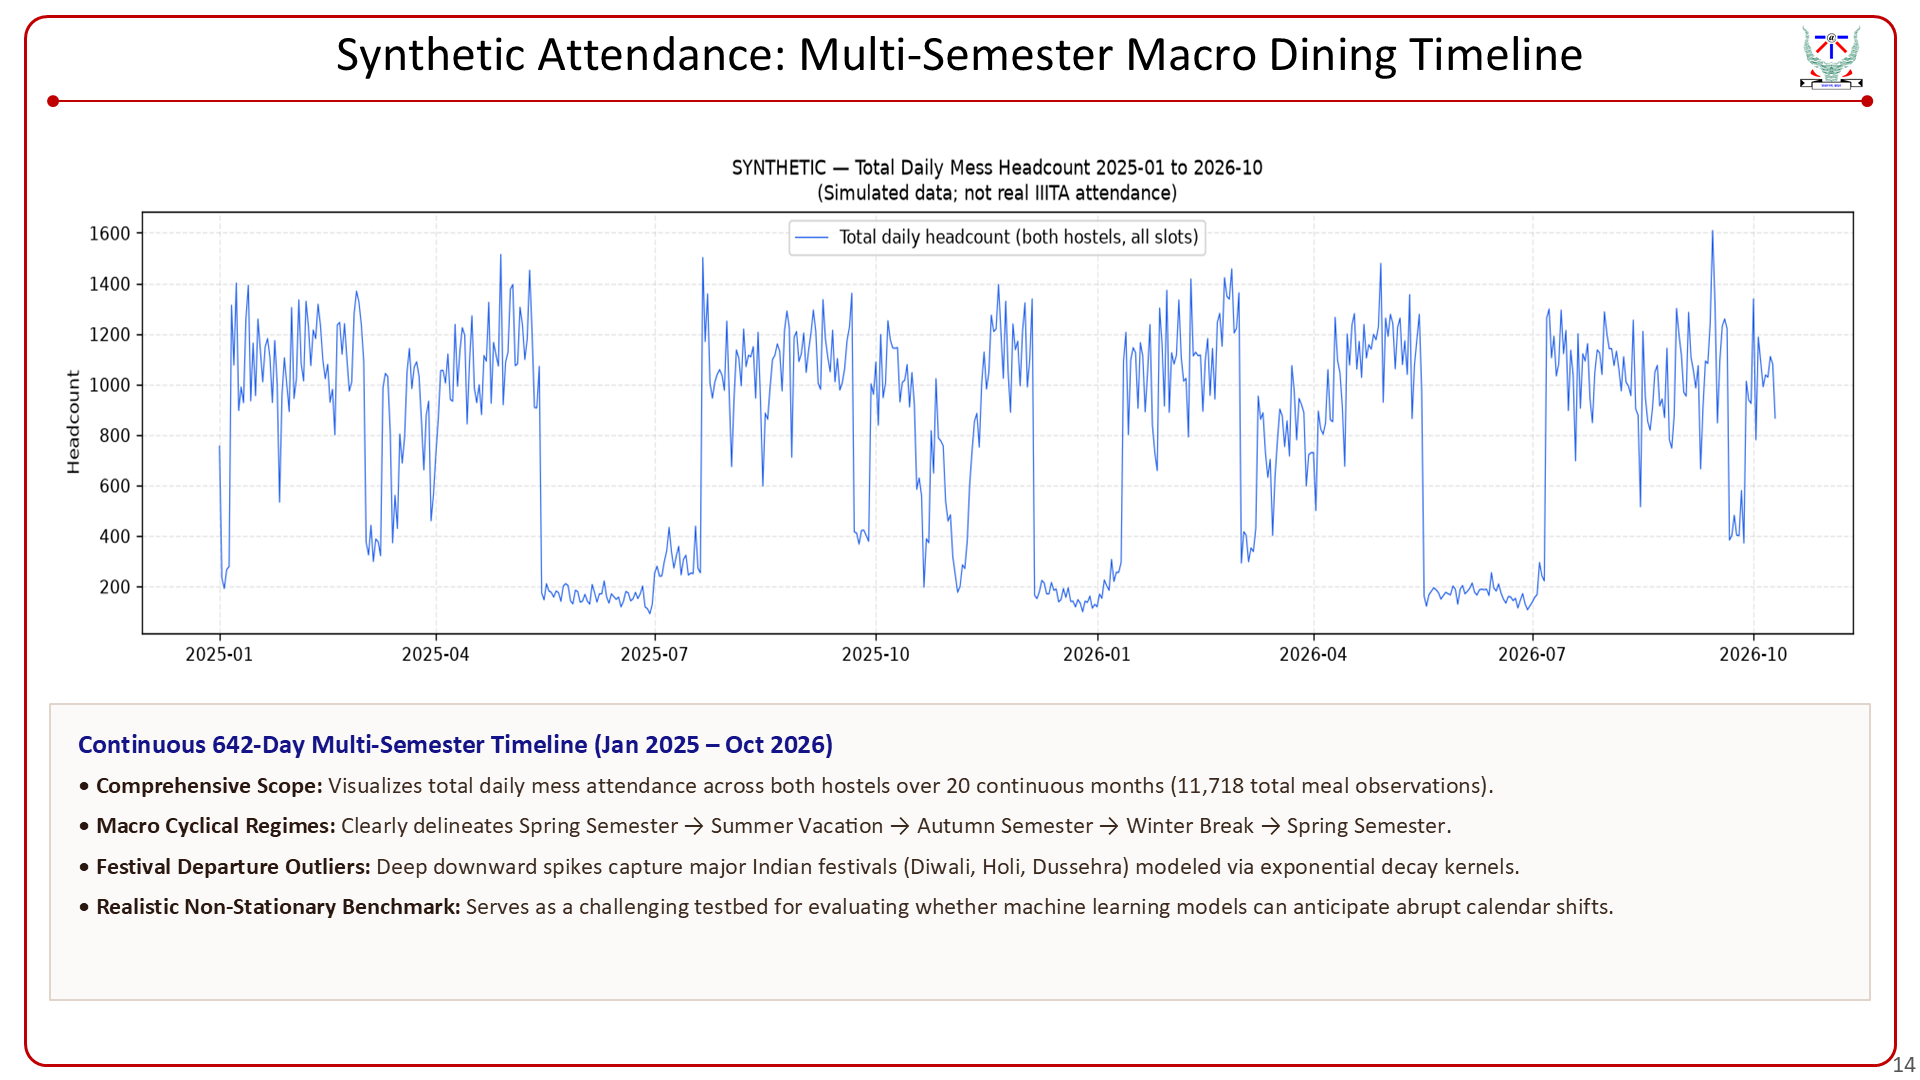 Synthetic Attendance: Multi-Semester Macro Dining Timeline
SYNTHETIC — Total Daily Mess Headcount 2025-01 to 2026-10
(Simulated data; not real IIITA attendance)
Total daily headcount (both hostels, all slots)
Headcount
1600
1400
1200
1000
800
600
400
200
2025-01
2025-04
2025-07
2025-10
2026-01
2026-04
2026-07
2026-10
Continuous 642-Day Multi-Semester Timeline (Jan 2025 – Oct 2026)
• Comprehensive Scope: Visualizes total daily mess attendance across both hostels over 20 continuous months (11,718 total meal observations).
• Macro Cyclical Regimes: Clearly delineates Spring Semester → Summer Vacation → Autumn Semester → Winter Break → Spring Semester.
• Festival Departure Outliers: Deep downward spikes capture major Indian festivals (Diwali, Holi, Dussehra) modeled via exponential decay kernels.
• Realistic Non-Stationary Benchmark: Serves as a challenging testbed for evaluating whether machine learning models can anticipate abrupt calendar shifts.
14